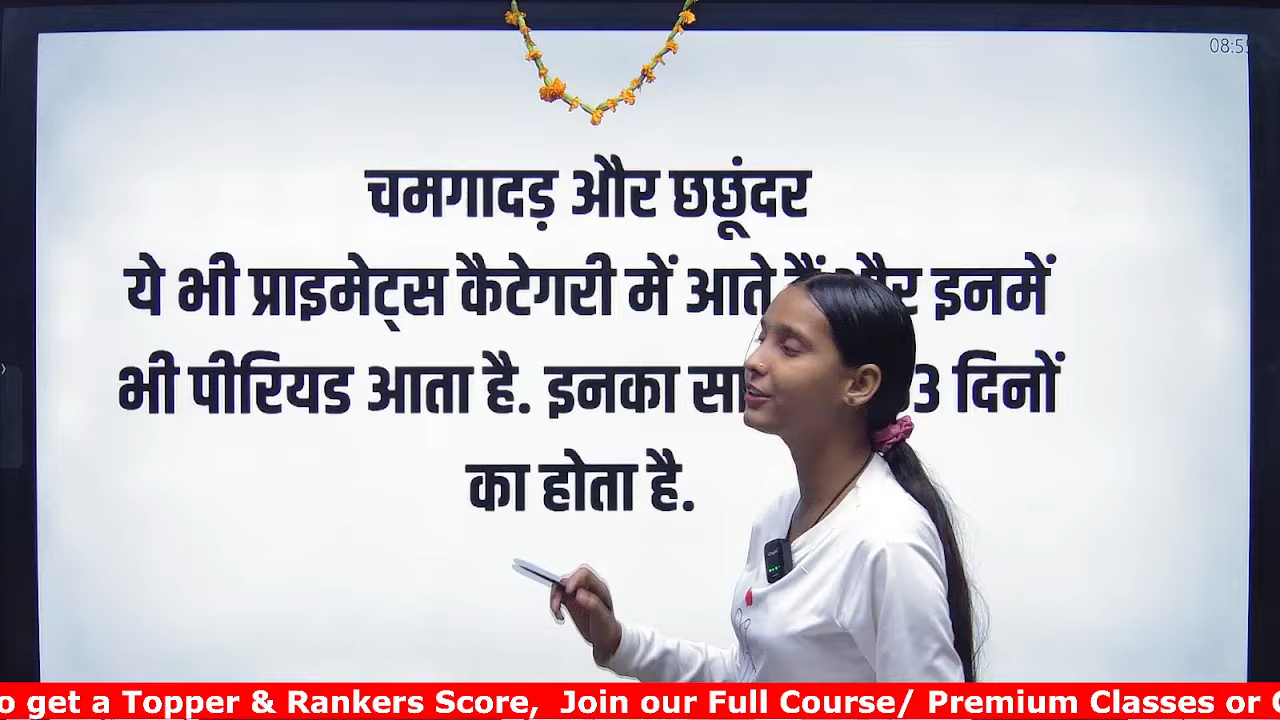 08:5
चमगादड़ और छछूंदर
ये भी प्राइमेट्स कैटेगरी में आते और इनमें
भी पीरियड आता है. इनका दिनों
का होता है.
o get a Topper & Rankers Score, Join our Full Course/ Premium Classes or